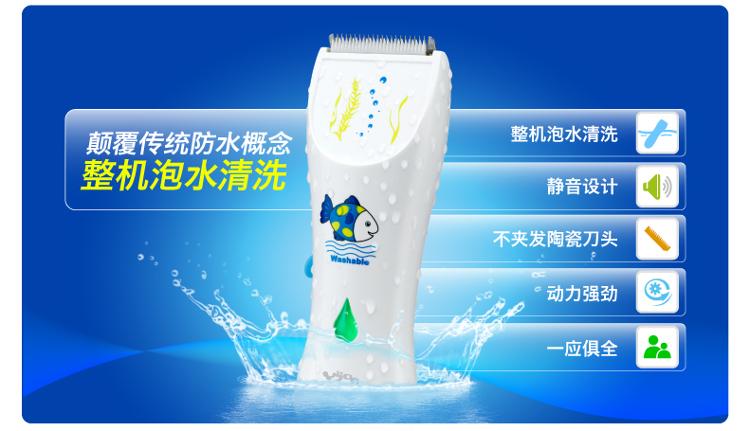 颠覆传统防水概念
整机泡水清洗
Washable
整机泡水清洗
静音设计
不夹发陶瓷刀头
动力强劲
一应俱全